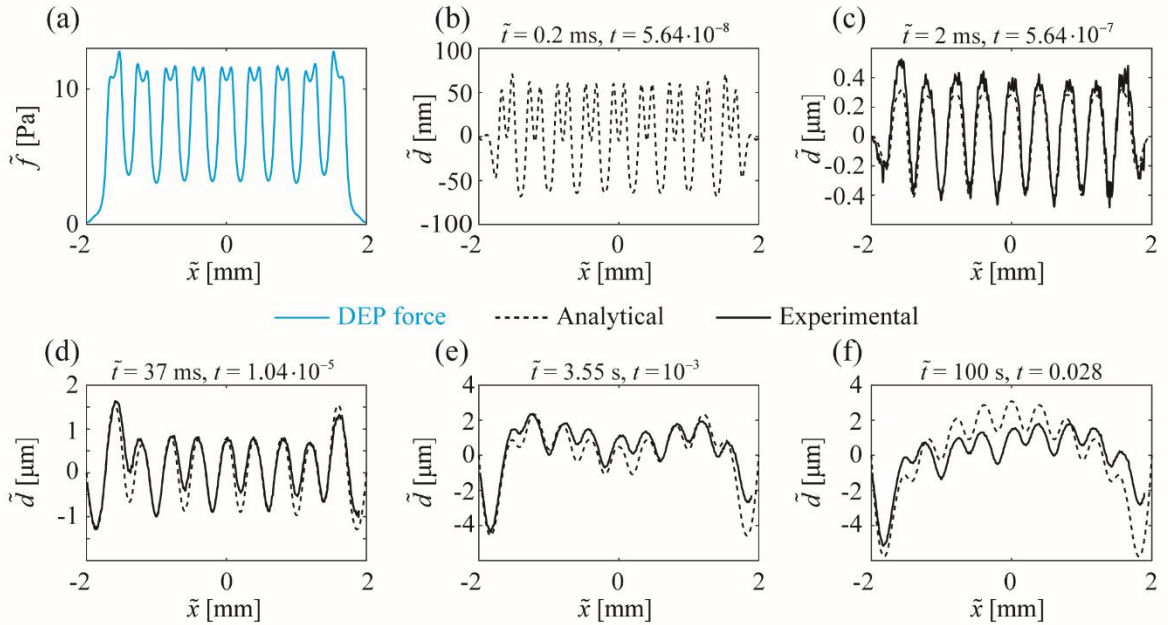 (a)
f̃ [Pa]
10
0
-2
0
2
x̃ [mm]
(b)
t̃ = 0.2 ms, t = 5.64·10⁻⁸
d̃ [nm]
100
50
0
-50
-100
-2
0
2
x̃ [mm]
(c)
t̃ = 2 ms, t = 5.64·10⁻⁷
d̃ [µm]
0.4
0.2
0
-0.2
-0.4
-2
0
2
x̃ [mm]
DEP force
Analytical
Experimental
(d)
t̃ = 37 ms, t = 1.04·10⁻⁵
d̃ [µm]
2
1
0
-1
-2
0
2
x̃ [mm]
(e)
t̃ = 3.55 s, t = 10⁻³
d̃ [µm]
4
2
0
-2
-4
-2
0
2
x̃ [mm]
(f)
t̃ = 100 s, t = 0.028
d̃ [µm]
4
2
0
-2
-4
-2
0
2
x̃ [mm]